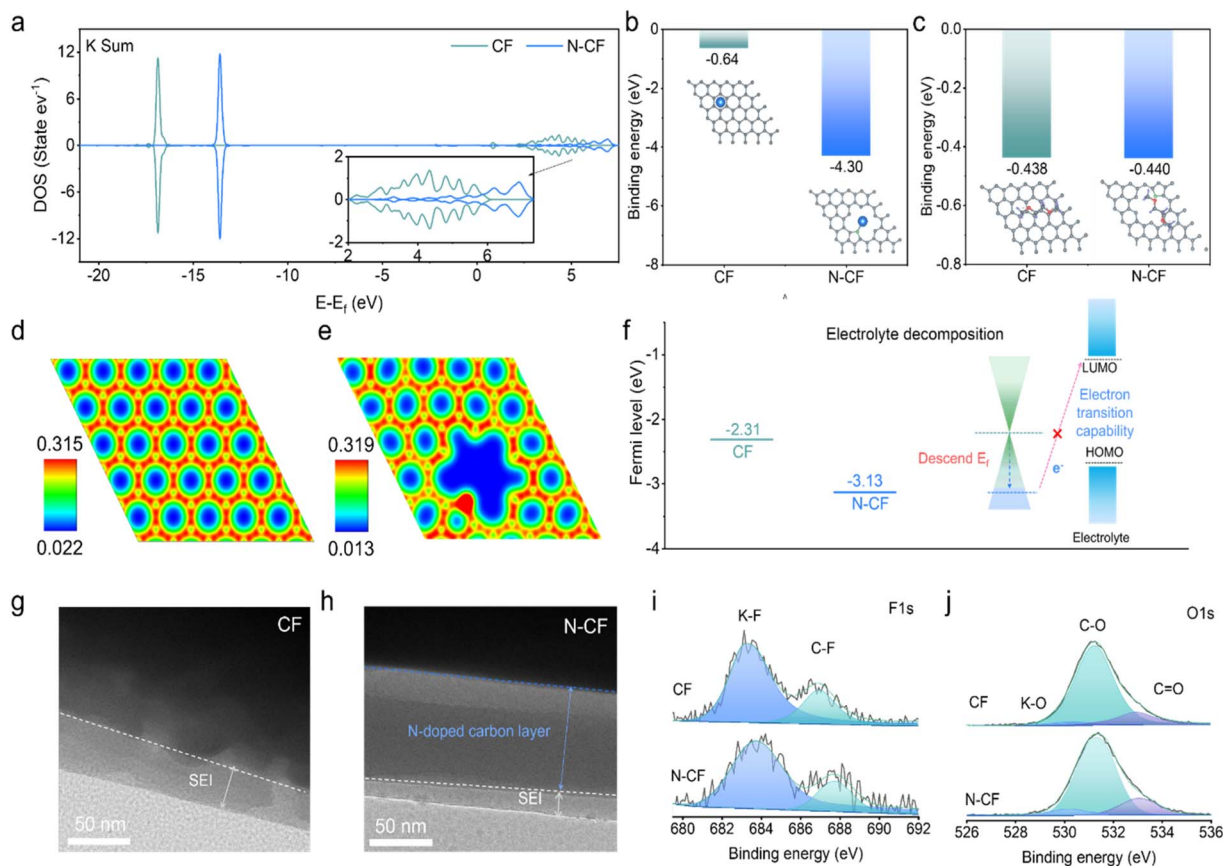 a
K Sum
CF
N-CF
DOS (State ev⁻¹)
12
6
0
-6
-12
2
0
-2
2
4
6
-20
-15
-10
-5
0
5
E-E_f (eV)
b
Binding energy (eV)
0
-2
-4
-6
-8
-0.64
-4.30
CF
N-CF
c
Binding energy (eV)
0.0
-0.2
-0.4
-0.6
-0.8
-0.438
-0.440
CF
N-CF
d
0.315
0.022
e
0.319
0.013
f
Electrolyte decomposition
Fermi level (eV)
-1
-2
-3
-4
-2.31
CF
-3.13
N-CF
Descend E_f
LUMO
Electron
transition
capability
HOMO
e⁻
Electrolyte
g
CF
SEI
50 nm
h
N-CF
N-doped carbon layer
SEI
50 nm
i
F1s
K-F
C-F
CF
N-CF
680
682
684
686
688
690
692
Binding energy (eV)
j
O1s
C-O
C=O
CF
K-O
N-CF
526
528
530
532
534
536
Binding energy (eV)